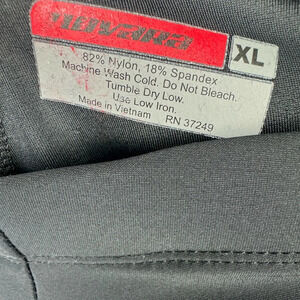 NOVARA
XL
82% Nylon, 18% Spandex
Machine Wash Cold. Do Not Bleach.
Tumble Dry Low.
Use Low Iron.
Made in Vietnam RN 37249